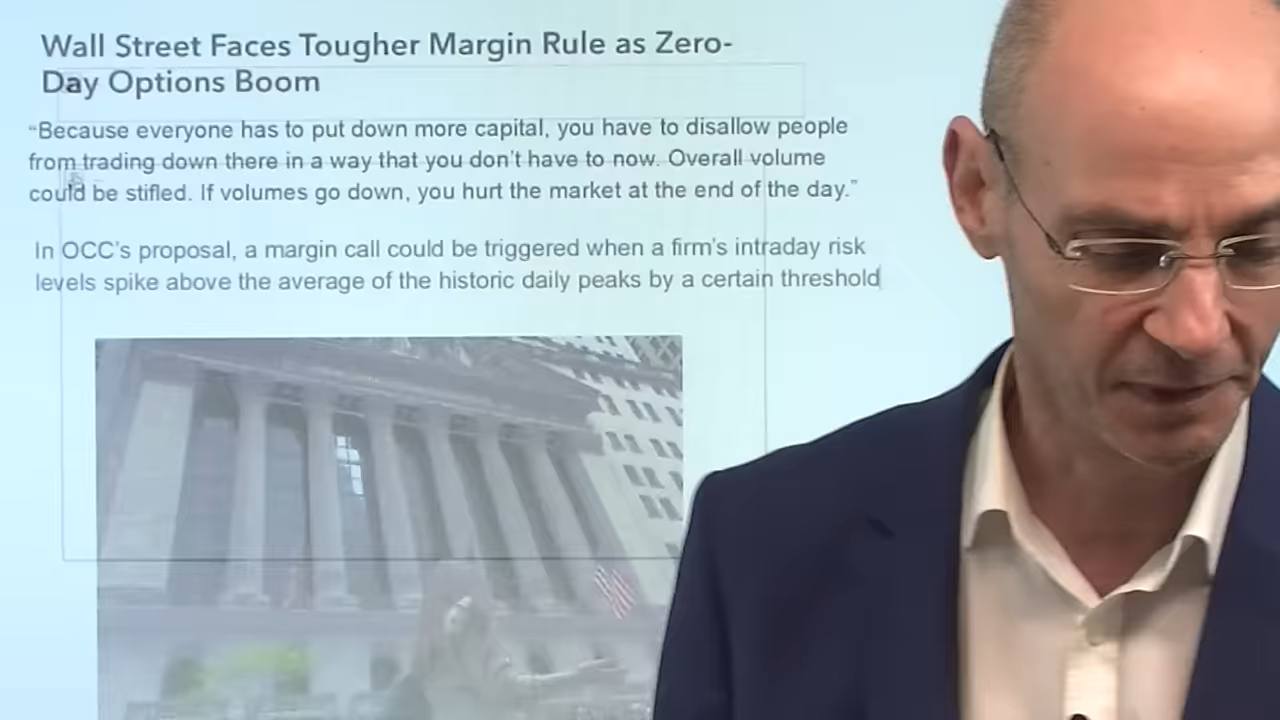 Wall Street Faces Tougher Margin Rule as Zero-
Day Options Boom
“Because everyone has to put down more capital, you have to disallow people
from trading down there in a way that you don’t have to now. Overall volume
could be stifled. If volumes go down, you hurt the market at the end of the day.”
In OCC’s proposal, a margin call could be triggered when a firm’s intraday risk
levels spike above the average of the historic daily peaks by a certain threshold